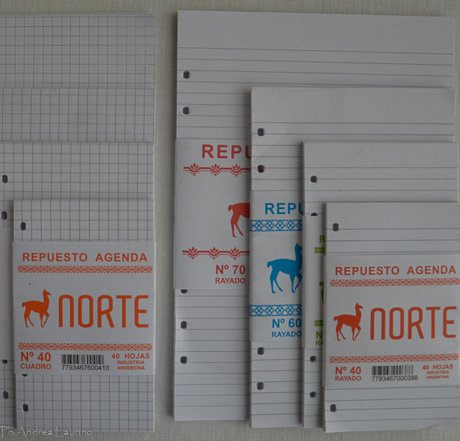 REPUESTO AGENDA
NORTE
Nº 40
CUADRO
7793467600410
40 HOJAS
INDUSTRIA
ARGENTINA
REPU
Nº 70
RAYADO
REPU
Nº 60
RAYADO
REPUESTO AGENDA
NORTE
Nº 40
RAYADO
7793467000388
40 HOJAS
INDUSTRIA
ARGENTINA